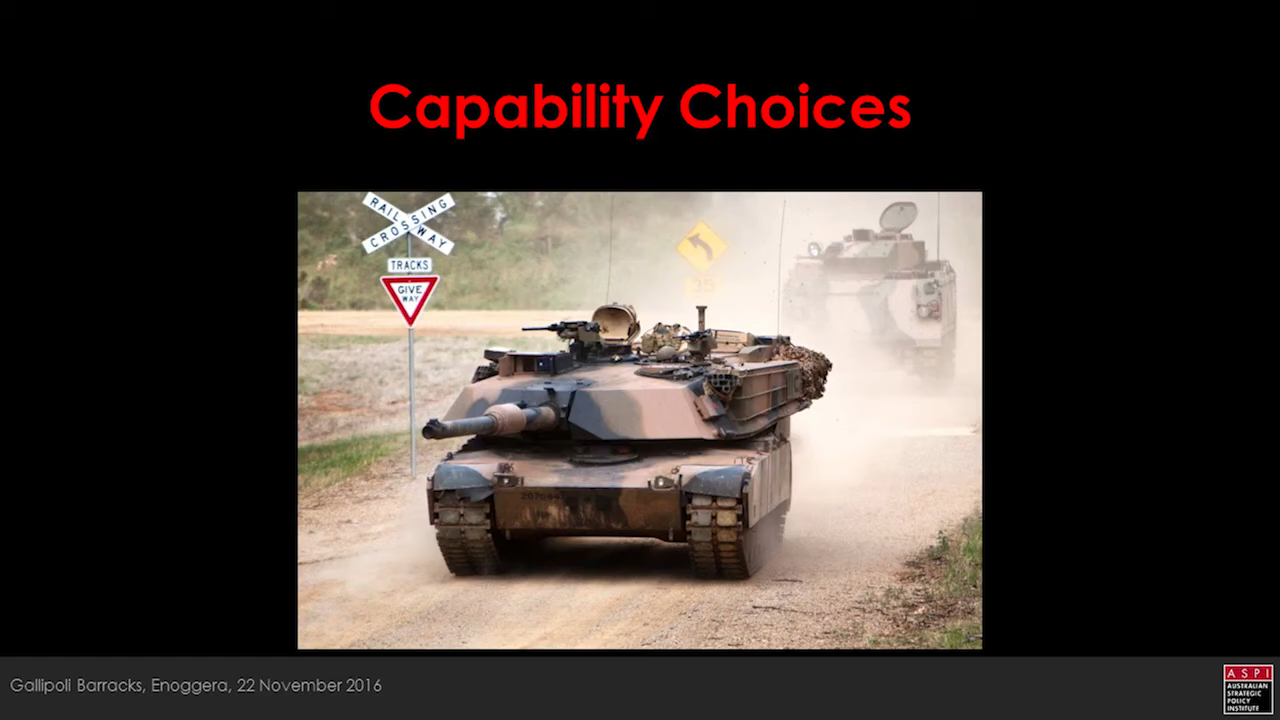 Capability Choices
RAIL WAY
CROSSING
TRACKS
GIVE
WAY
35
Gallipoli Barracks, Enoggera, 22 November 2016
ASPI
AUSTRALIAN
STRATEGIC
POLICY
INSTITUTE